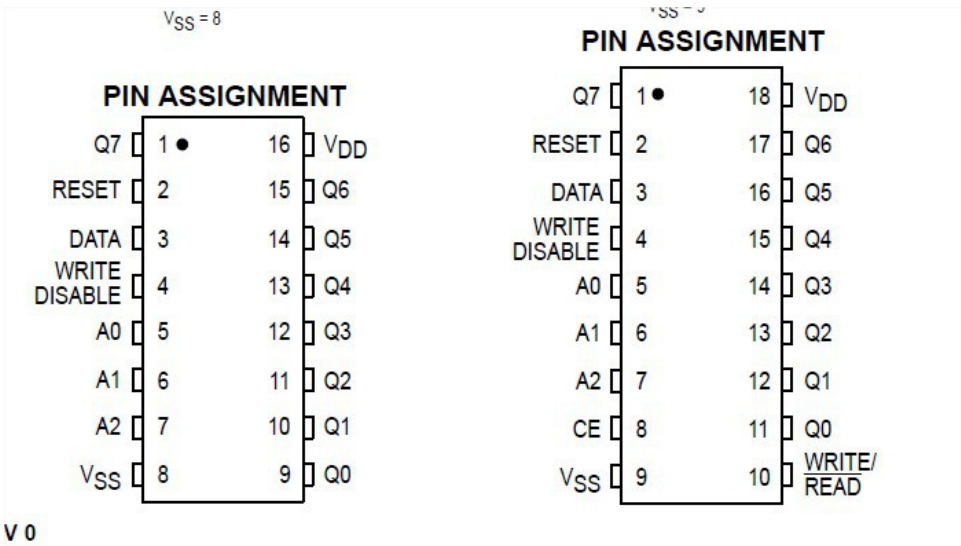 VSS = 8
PIN ASSIGNMENT
Q7 1 16 VDD
RESET 2 15 Q6
DATA 3 14 Q5
WRITE
DISABLE 4 13 Q4
A0 5 12 Q3
A1 6 11 Q2
A2 7 10 Q1
VSS 8 9 Q0
V 0
VSS = 9
PIN ASSIGNMENT
Q7 1 18 VDD
RESET 2 17 Q6
DATA 3 16 Q5
WRITE
DISABLE 4 15 Q4
A0 5 14 Q3
A1 6 13 Q2
A2 7 12 Q1
CE 8 11 Q0
VSS 9 10 WRITE/
READ